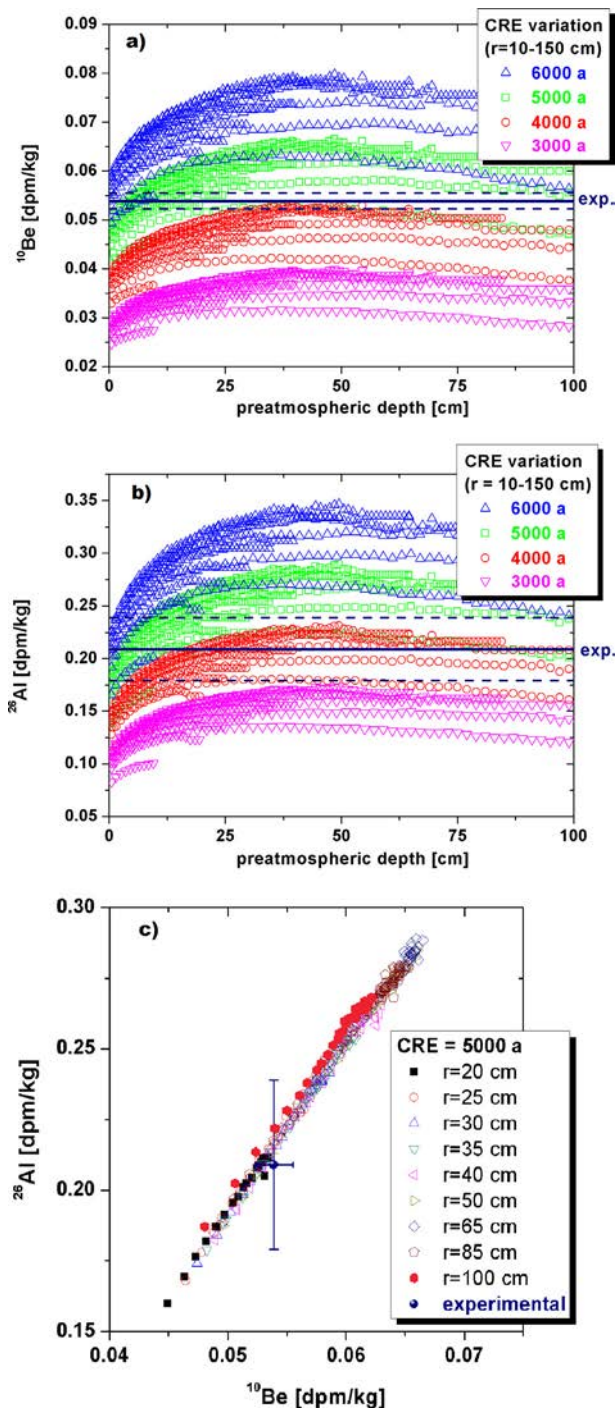 a)
0.09
0.08
0.07
0.06
0.05
0.04
0.03
0.02
¹⁰Be [dpm/kg]
CRE variation
(r=10-150 cm)
6000 a
5000 a
4000 a
3000 a
exp.
0 25 50 75 100
preatmospheric depth [cm]
b)
0.35
0.30
0.25
0.20
0.15
0.10
0.05
²⁶Al [dpm/kg]
CRE variation
(r = 10-150 cm)
6000 a
5000 a
4000 a
3000 a
exp.
0 25 50 75 100
preatmospheric depth [cm]
c)
0.30
0.25
0.20
0.15
²⁶Al [dpm/kg]
CRE = 5000 a
r=20 cm
r=25 cm
r=30 cm
r=35 cm
r=40 cm
r=50 cm
r=65 cm
r=85 cm
r=100 cm
experimental
0.04 0.05 0.06 0.07
¹⁰Be [dpm/kg]